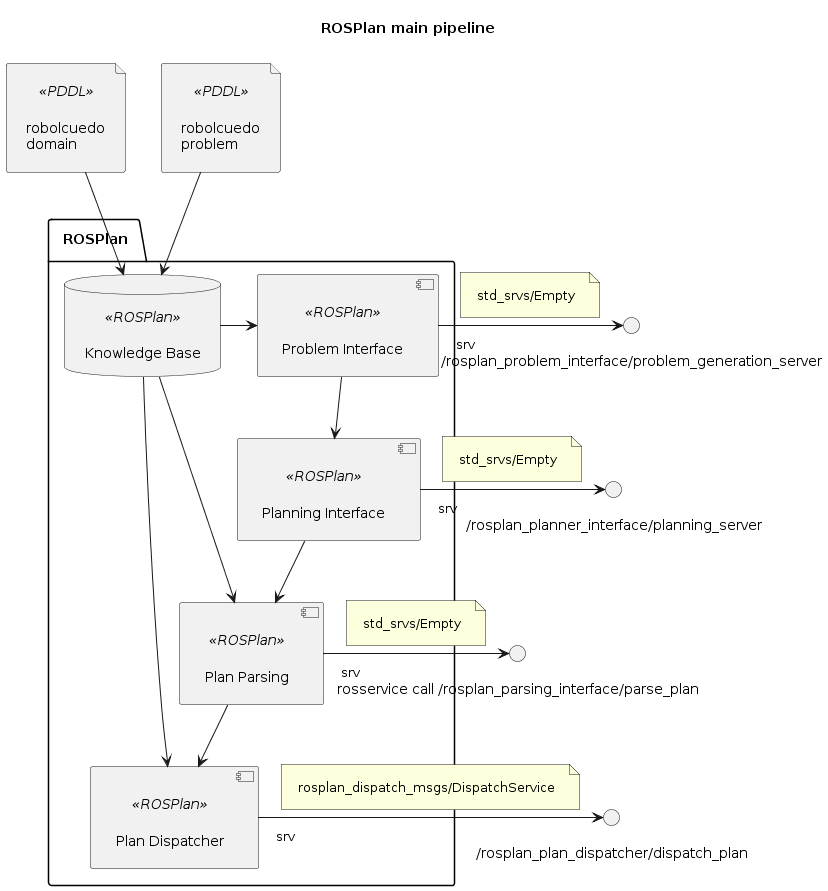 ROSPlan main pipeline
«PDDL»
robolcuedo
domain
«PDDL»
robolcuedo
problem
ROSPlan
«ROSPlan»
Knowledge Base
«ROSPlan»
Problem Interface
std_srvs/Empty
srv
/rosplan_problem_interface/problem_generation_server
«ROSPlan»
Planning Interface
std_srvs/Empty
srv
/rosplan_planner_interface/planning_server
«ROSPlan»
Plan Parsing
std_srvs/Empty
srv
rosservice call /rosplan_parsing_interface/parse_plan
«ROSPlan»
Plan Dispatcher
rosplan_dispatch_msgs/DispatchService
srv
/rosplan_plan_dispatcher/dispatch_plan